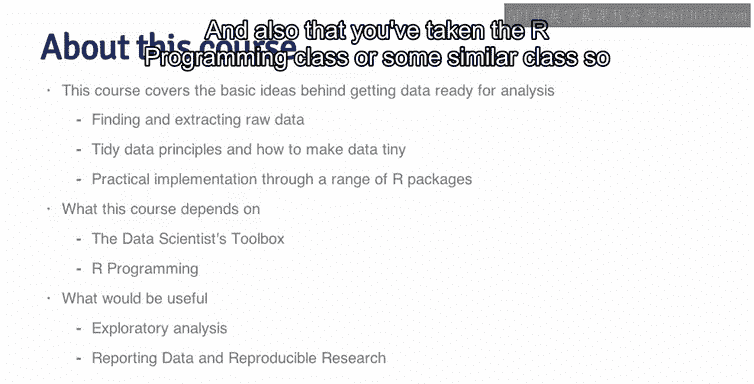 About this course
And also that you've taken the R
Programming class or some similar class so
· This course covers the basic ideas behind getting data ready for analysis
- Finding and extracting raw data
- Tidy data principles and how to make data tiny
- Practical implementation through a range of R packages
· What this course depends on
- The Data Scientist's Toolbox
- R Programming
· What would be useful
- Exploratory analysis
- Reporting Data and Reproducible Research